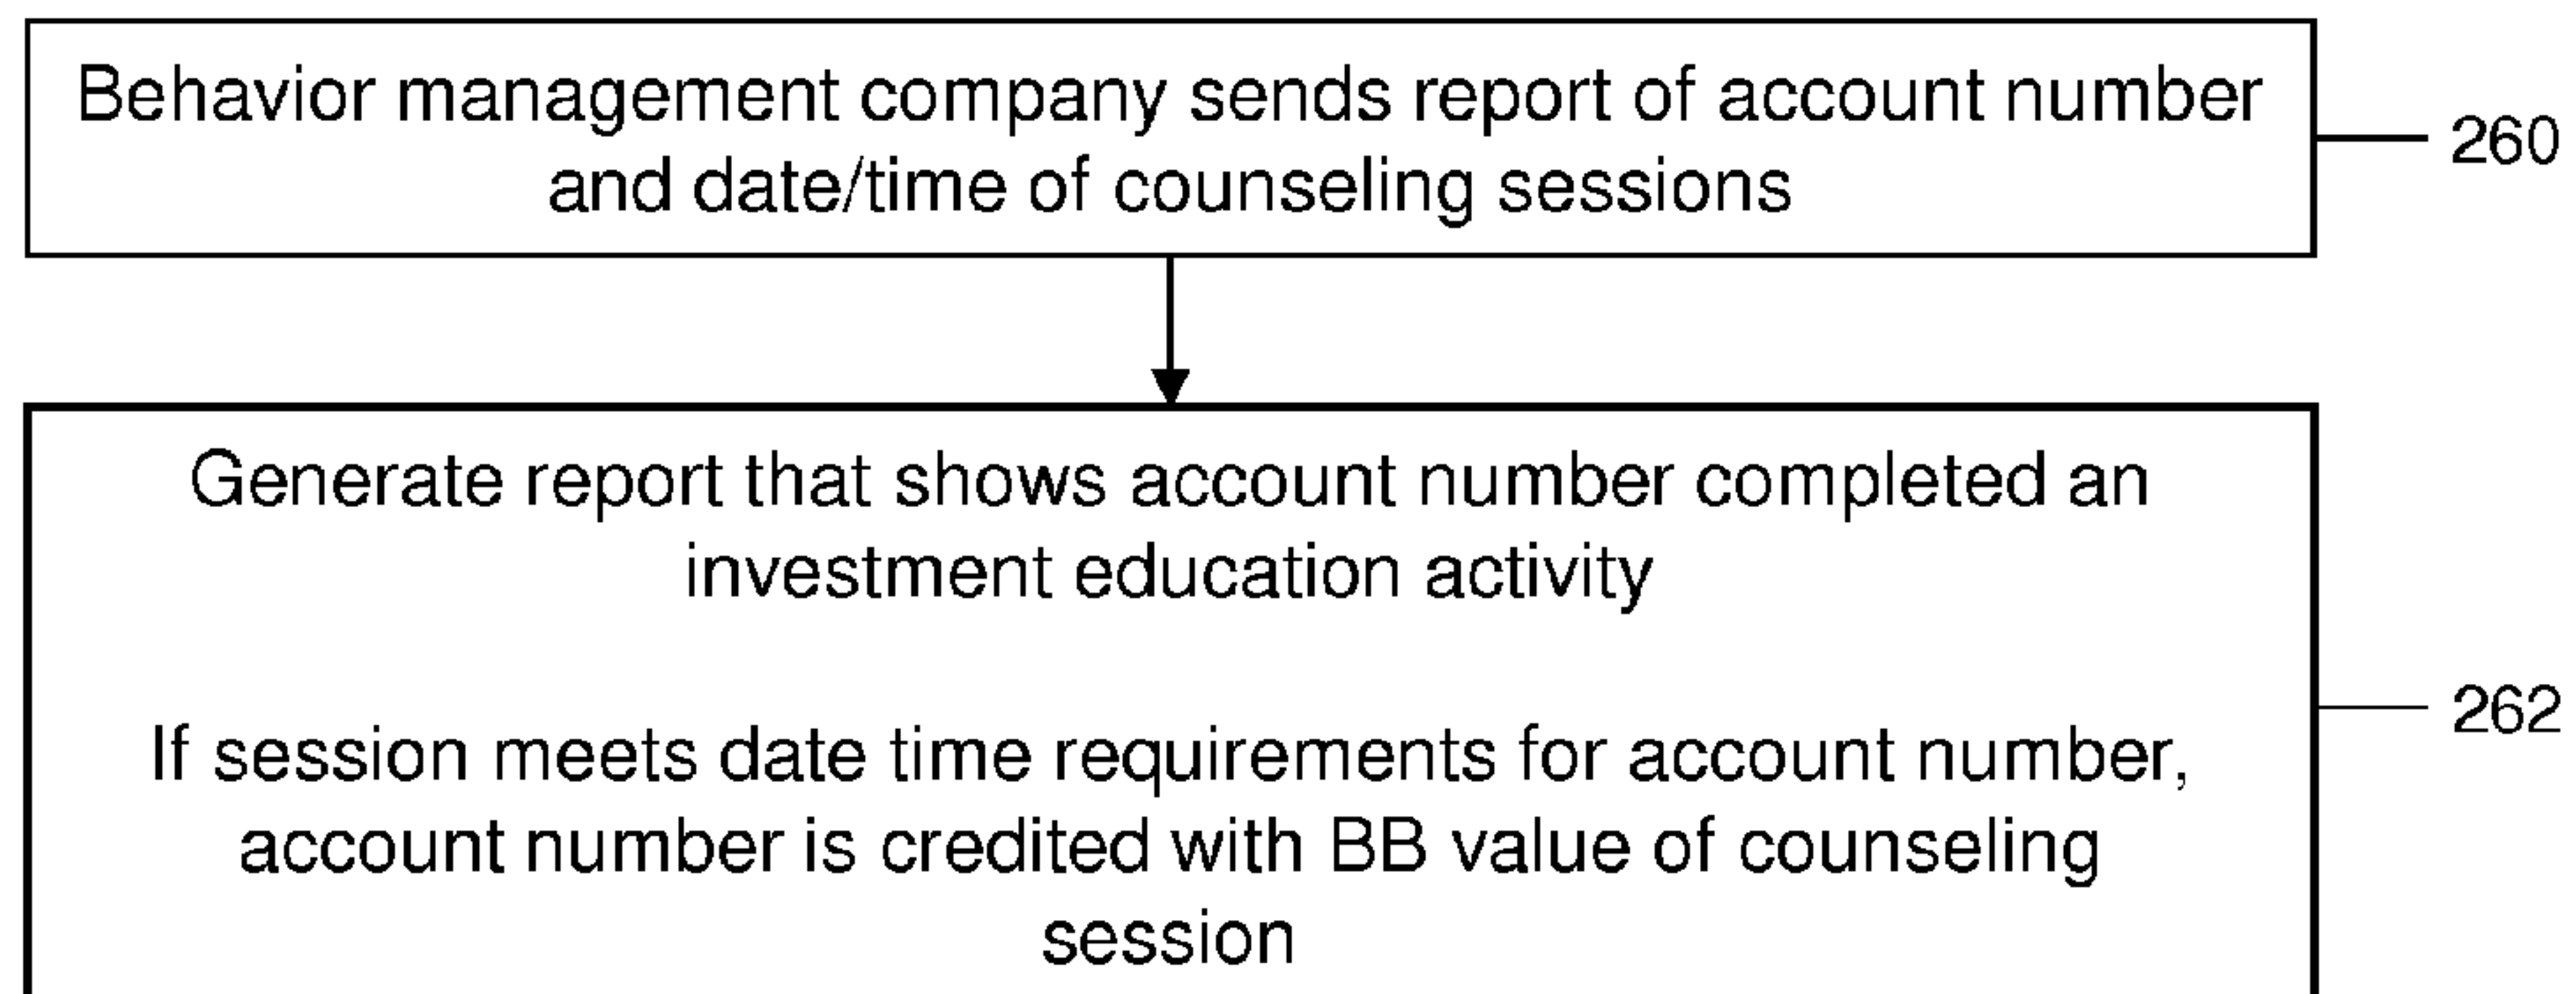 Behavior management company sends report of account number
and date/time of counseling sessions
260
Generate report that shows account number completed an
investment education activity
If session meets date time requirements for account number,
account number is credited with BB value of counseling
session
262